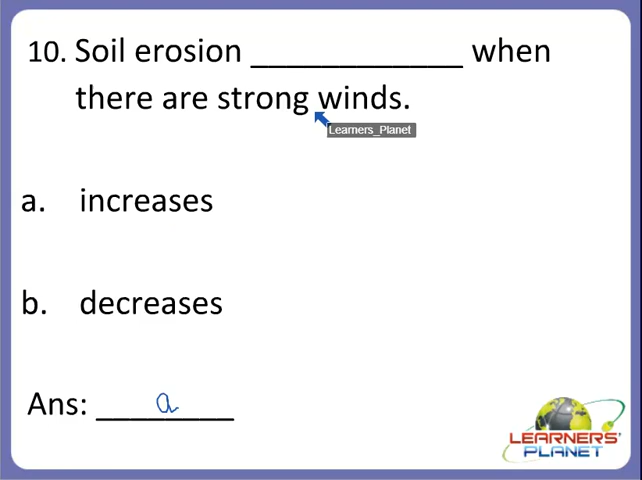 10. Soil erosion ____________ when
there are strong winds.
Learners_Planet
a. increases
b. decreases
Ans: ________ a
LEARNERS'
PLANET